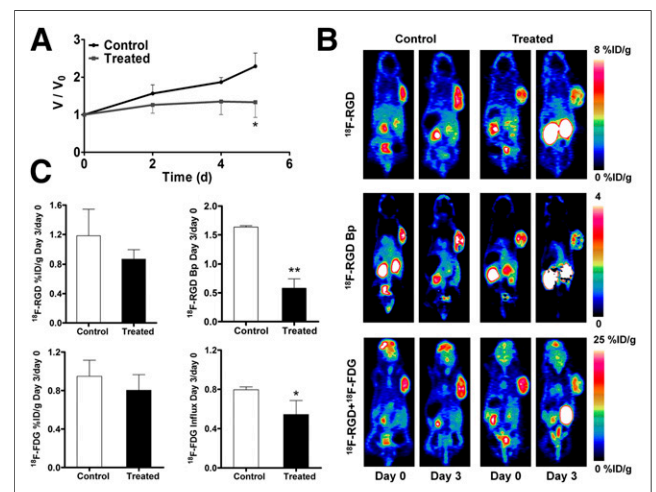 A
Control
Treated
V / V0
3
2
1
0
0
2
4
6
*
Time (d)
B
Control
Treated
18F-RGD
8 %ID/g
0 %ID/g
18F-RGD Bp
4
0
18F-RGD+18F-FDG
25 %ID/g
0 %ID/g
Day 0
Day 3
Day 0
Day 3
C
18F-RGD %ID/g Day 3/day 0
1.6
1.2
0.8
0.4
0.0
Control
Treated
18F-RGD Bp Day 3/day 0
2.0
1.5
1.0
0.5
0.0
**
Control
Treated
18F-FDG %ID/g Day 3/day 0
1.2
0.8
0.4
0.0
Control
Treated
18F-FDG Influx Day 3/day 0
1.2
0.8
0.4
0.0
*
Control
Treated